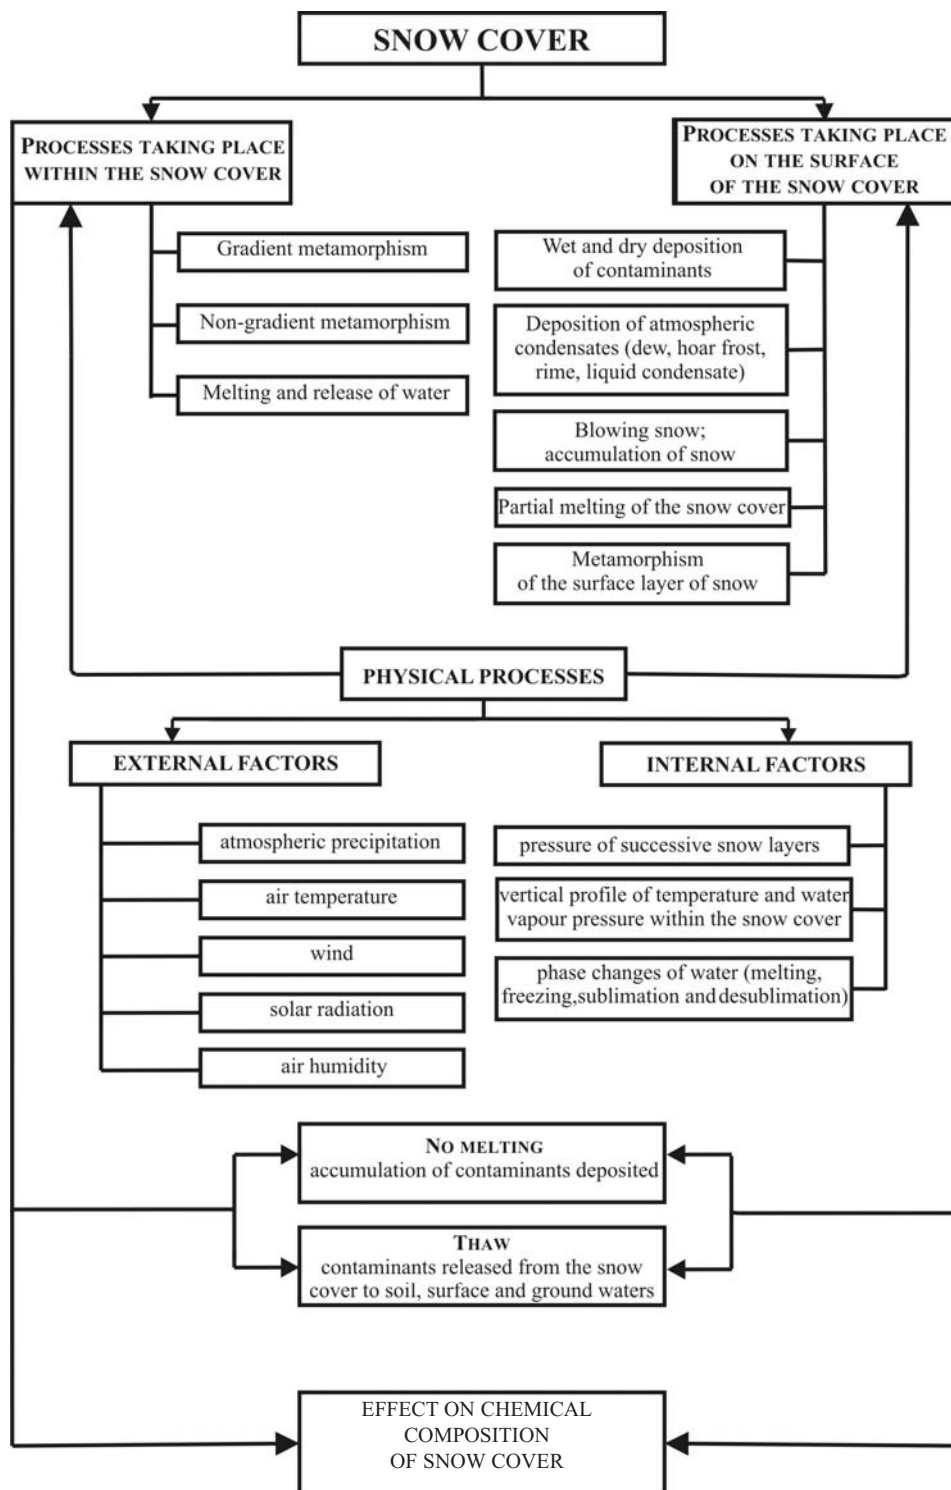 SNOW COVER
PROCESSES TAKING PLACE
WITHIN THE SNOW COVER
PROCESSES TAKING PLACE
ON THE SURFACE
OF THE SNOW COVER
Gradient metamorphism
Non-gradient metamorphism
Melting and release of water
Wet and dry deposition
of contaminants
Deposition of atmospheric
condensates (dew, hoar frost,
rime, liquid condensate)
Blowing snow;
accumulation of snow
Partial melting of the snow cover
Metamorphism
of the surface layer of snow
PHYSICAL PROCESSES
EXTERNAL FACTORS
INTERNAL FACTORS
atmospheric precipitation
air temperature
wind
solar radiation
air humidity
pressure of successive snow layers
vertical profile of temperature and water
vapour pressure within the snow cover
phase changes of water (melting,
freezing,sublimation and desublimation)
NO MELTING
accumulation of contaminants deposited
THAW
contaminants released from the snow
cover to soil, surface and ground waters
EFFECT ON CHEMICAL
COMPOSITION
OF SNOW COVER